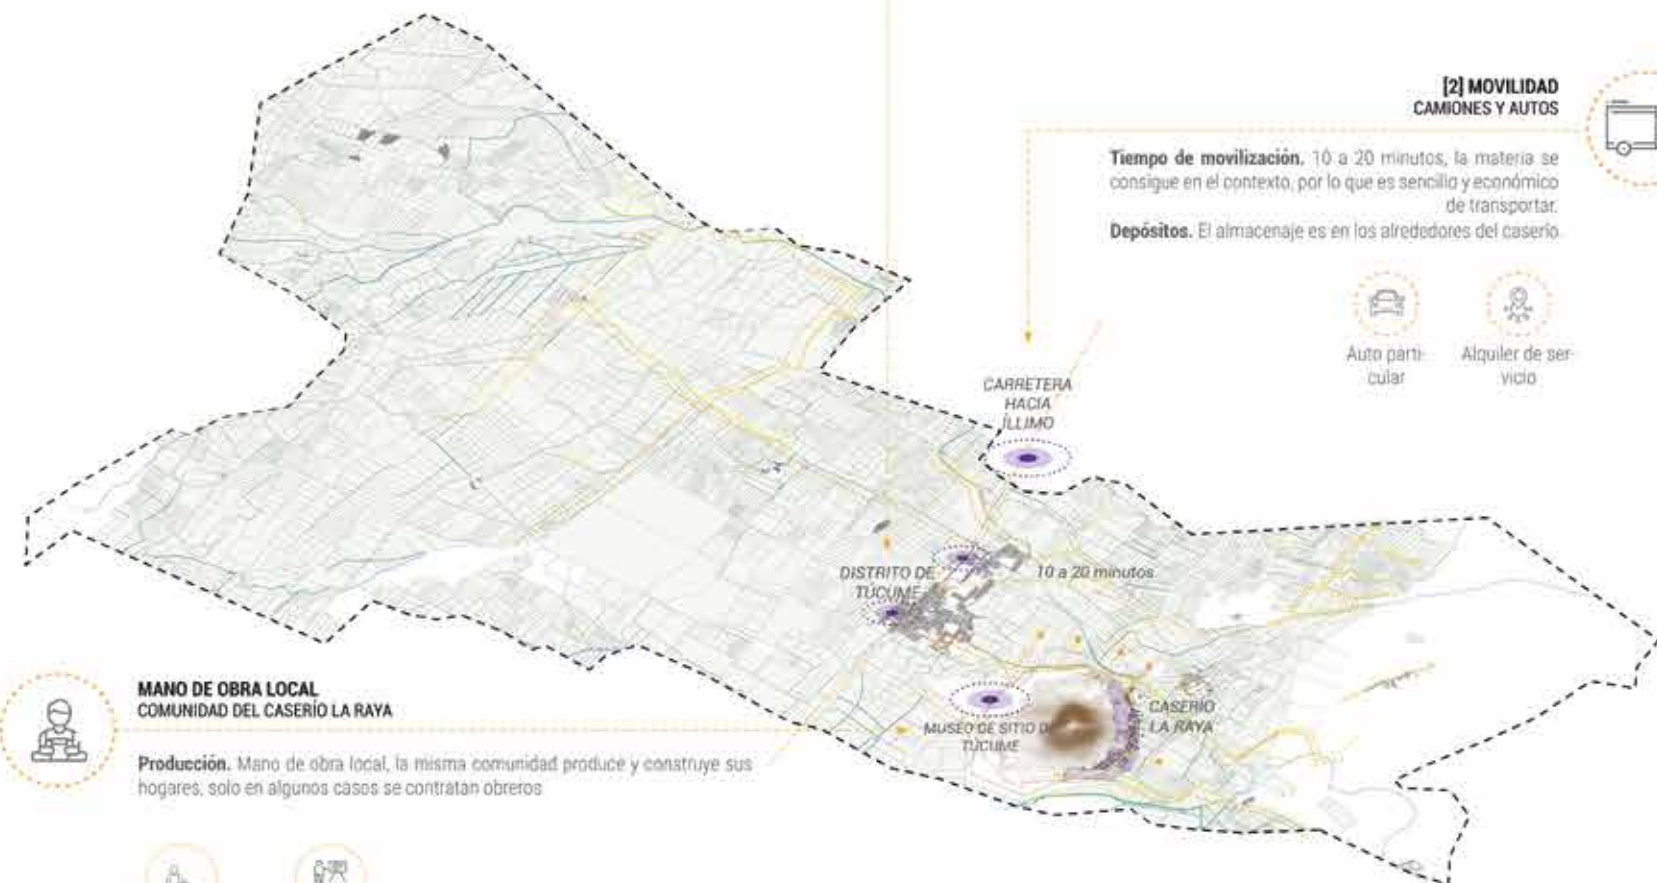 [2] MOVILIDAD
CAMIONES Y AUTOS
Tiempo de movilización. 10 a 20 minutos, la materia se
consigue en el contexto, por lo que es sencillo y económico
de transportar.
Depósitos. El almacenaje es en los alrededores del caserío.
Auto parti-
cular
Alquiler de ser-
vicio
CARRETERA
HACIA
ÍLLIMO
DISTRITO DE
TÚCUME
10 a 20 minutos
MUSEO DE SITIO D
TÚCUME
CASERÍO
LA RAYA
MANO DE OBRA LOCAL
COMUNIDAD DEL CASERÍO LA RAYA
Producción. Mano de obra local, la misma comunidad produce y construye sus
hogares, solo en algunos casos se contratan obreros